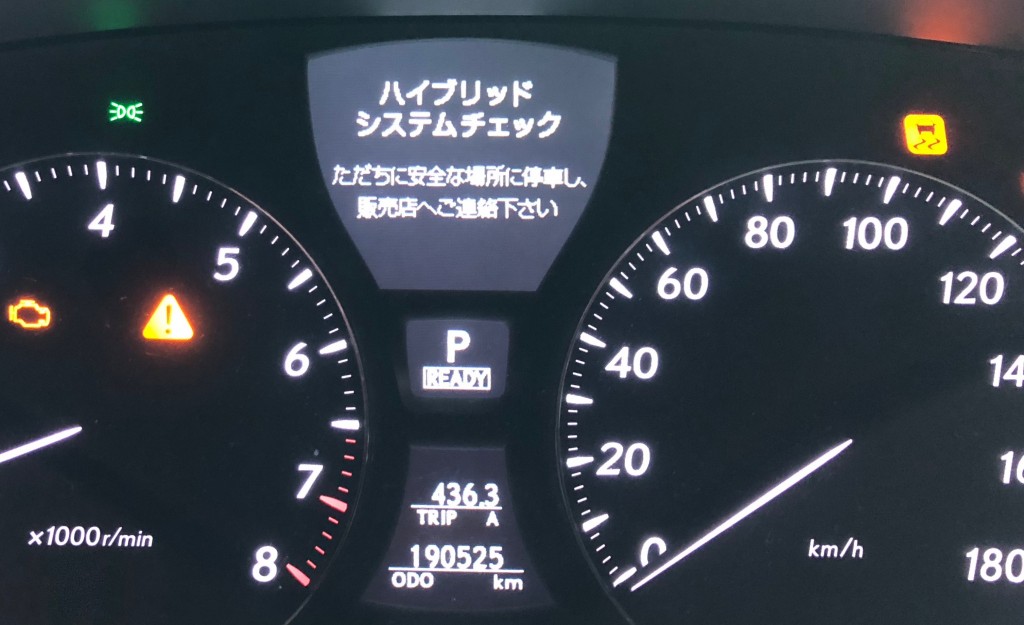 ハイブリッド
システムチェック
ただちに安全な場所に停車し、
販売店へご連絡下さい
4
5
6
7
8
x1000r/min
P
READY
436.3
TRIP A
190525
ODO km
0
20
40
60
80
100
120
180
km/h